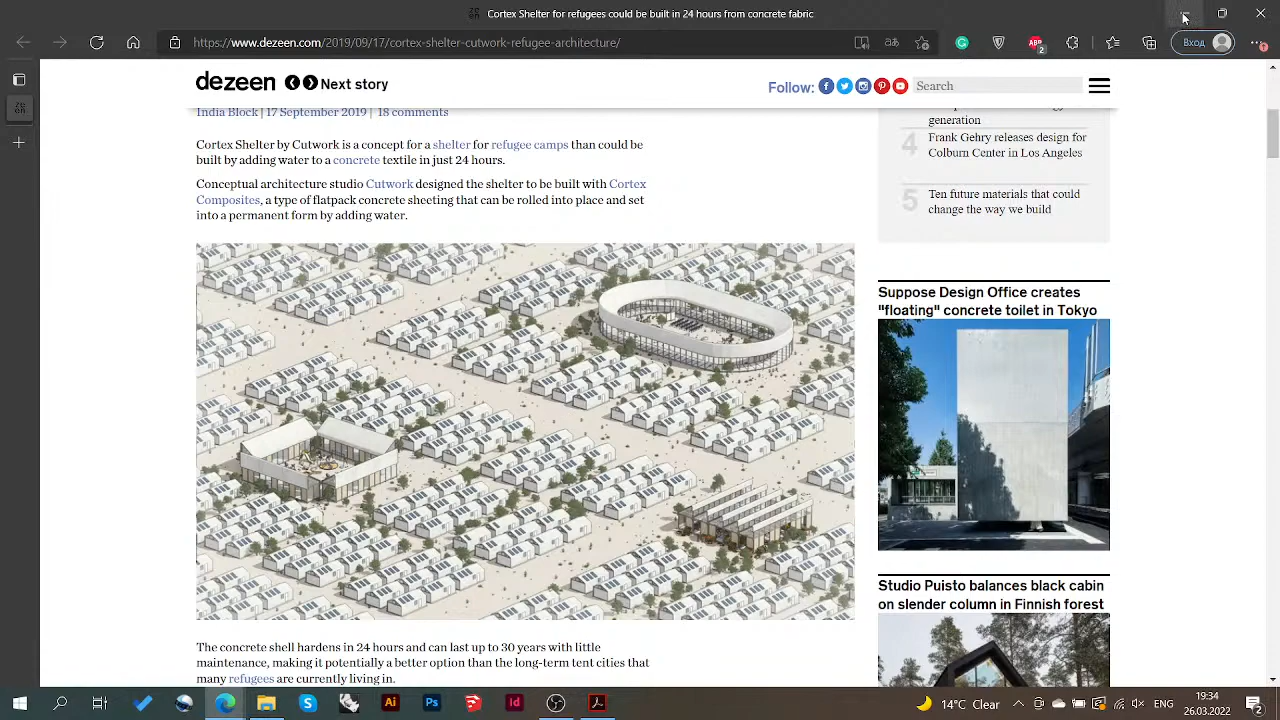 Cortex Shelter for refugees could be built in 24 hours from concrete fabric
https://www.dezeen.com/2019/09/17/cortex-shelter-cutwork-refugee-architecture/
ABP
2
Вход
dezeen
Next story
Follow:
Search
India Block | 17 September 2019 | 18 comments
Cortex Shelter by Cutwork is a concept for a shelter for refugee camps than could be
built by adding water to a concrete textile in just 24 hours.
Conceptual architecture studio Cutwork designed the shelter to be built with Cortex
Composites, a type of flatpack concrete sheeting that can be rolled into place and set
into a permanent form by adding water.
The concrete shell hardens in 24 hours and can last up to 30 years with little
maintenance, making it potentially a better option than the long-term tent cities that
many refugees are currently living in.
generation
4
Frank Gehry releases design for
Colburn Center in Los Angeles
5
Ten future materials that could
change the way we build
Suppose Design Office creates
"floating" concrete toilet in Tokyo
Studio Puisto balances black cabin
on slender column in Finnish forest
Ai
Ps
Id
14°C Clear
ENG
19:34
26.03.2022
2